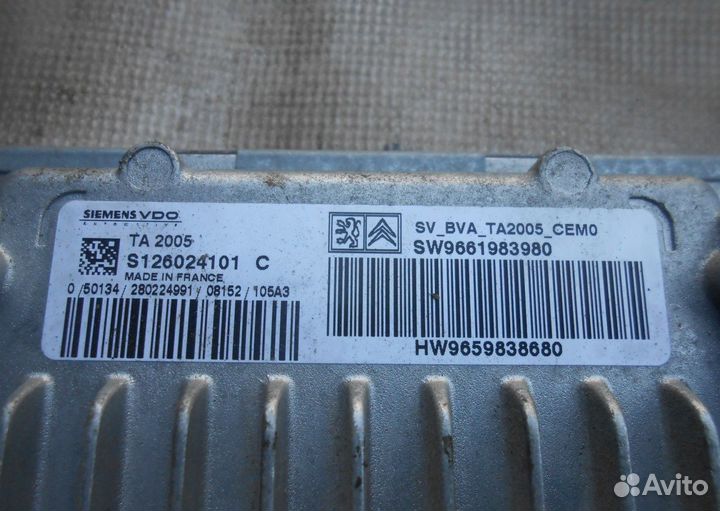 SIEMENS VDO
TA 2005
S126024101 C
MADE IN FRANCE
0/50134/280224991/08152/105A3
SV_BVA_TA2005_CEM0
SW9661983980
HW9659838680
Avito